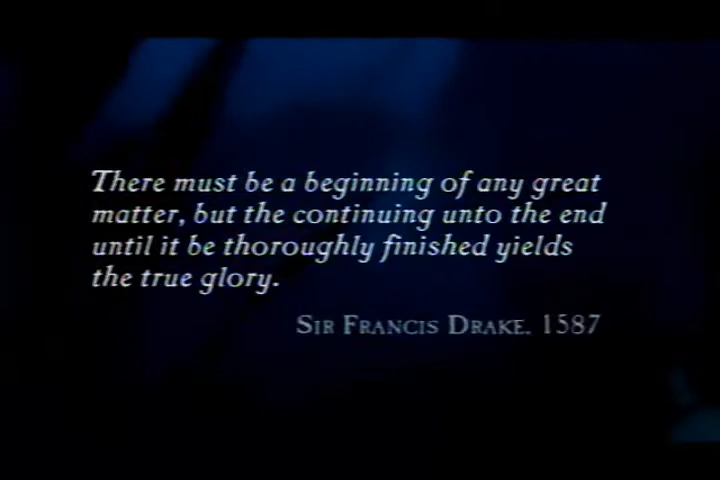 There must be a beginning of any great
matter, but the continuing unto the end
until it be thoroughly finished yields
the true glory.
SIR FRANCIS DRAKE. 1587